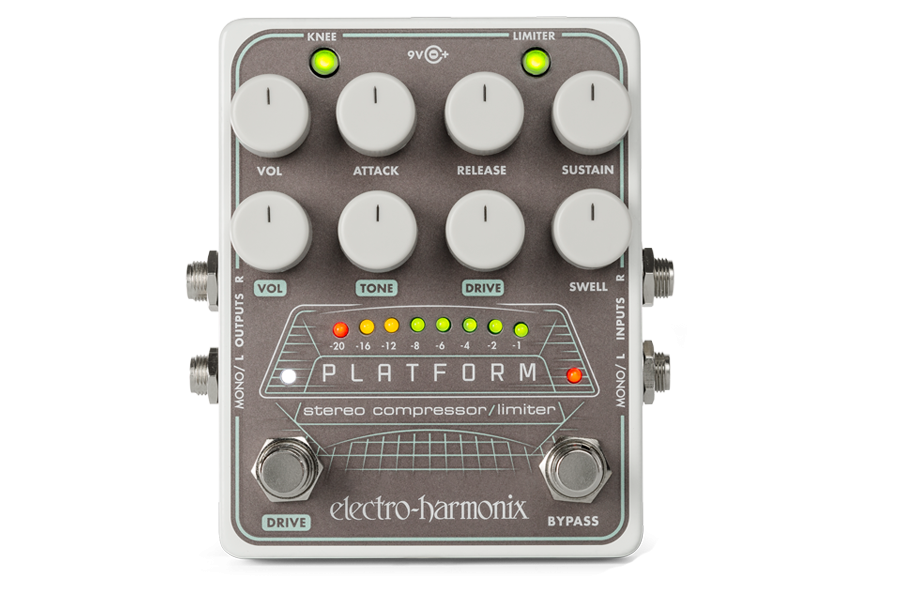 KNEE
LIMITER
9V
VOL ATTACK RELEASE SUSTAIN
VOL TONE DRIVE SWELL
MONO/ L OUTPUTS R
MONO/ L INPUTS R
-20 -16 -12 -8 -6 -4 -2 -1
PLATFORM
stereo compressor/limiter
DRIVE
electro-harmonix
BYPASS